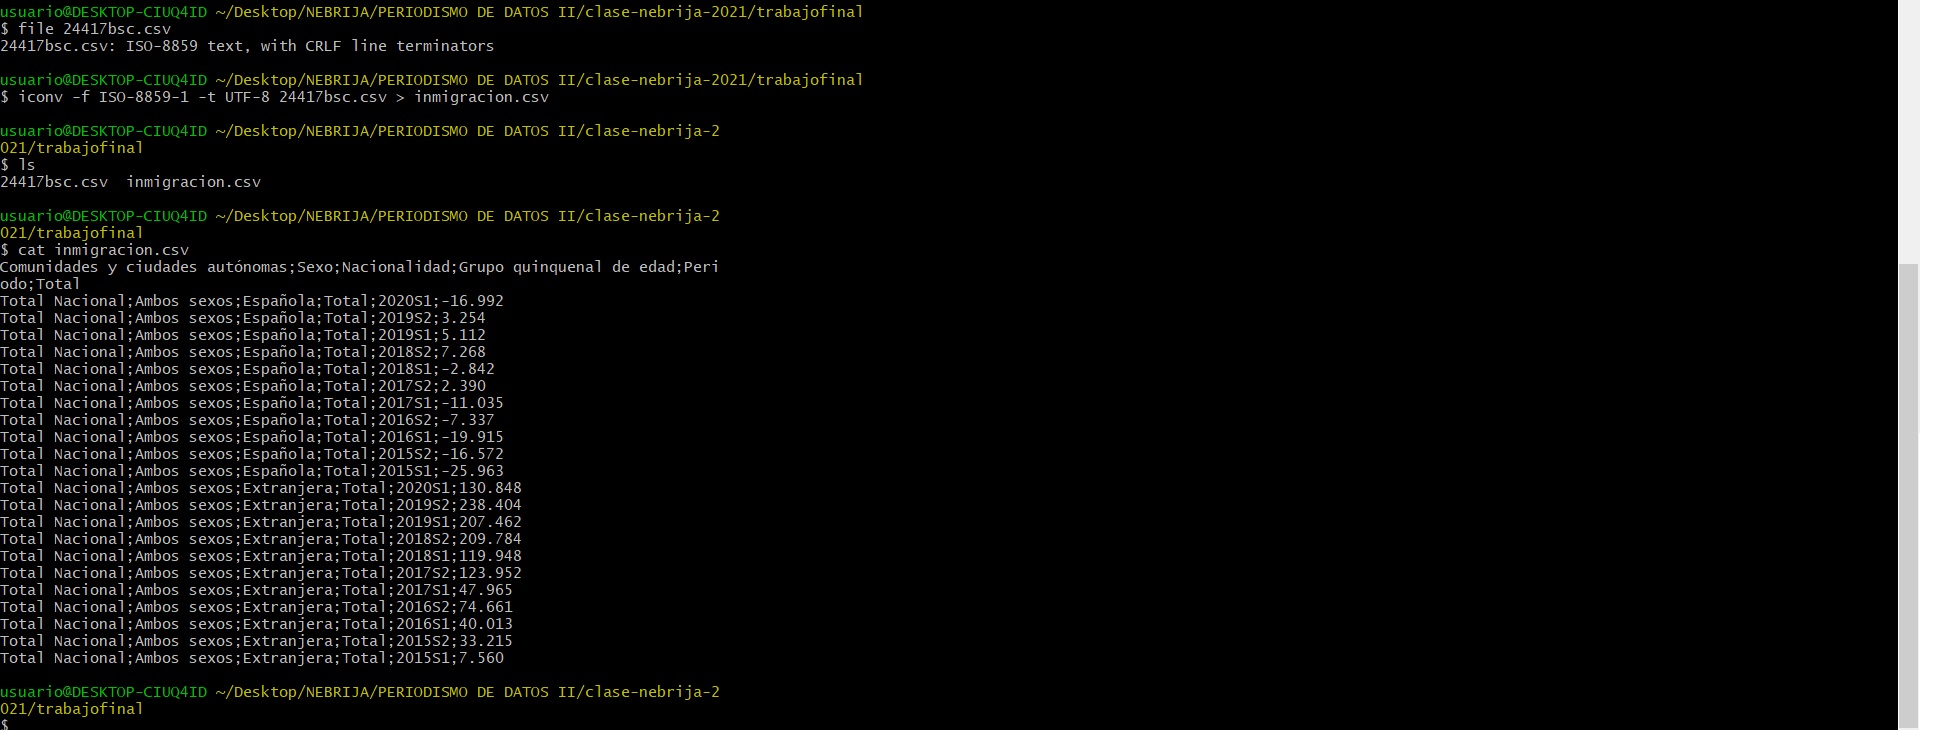 usuario@DESKTOP-CIUQ4ID ~/Desktop/NEBRIJA/PERIODISMO DE DATOS II/clase-nebrija-2021/trabajofinal
$ file 24417bsc.csv
24417bsc.csv: ISO-8859 text, with CRLF line terminators
usuario@DESKTOP-CIUQ4ID ~/Desktop/NEBRIJA/PERIODISMO DE DATOS II/clase-nebrija-2021/trabajofinal
$ iconv -f ISO-8859-1 -t UTF-8 24417bsc.csv > inmigracion.csv
usuario@DESKTOP-CIUQ4ID ~/Desktop/NEBRIJA/PERIODISMO DE DATOS II/clase-nebrija-2
021/trabajofinal
$ ls
24417bsc.csv  inmigracion.csv
usuario@DESKTOP-CIUQ4ID ~/Desktop/NEBRIJA/PERIODISMO DE DATOS II/clase-nebrija-2
021/trabajofinal
$ cat inmigracion.csv
Comunidades y ciudades autónomas;Sexo;Nacionalidad;Grupo quinquenal de edad;Peri
odo;Total
Total Nacional;Ambos sexos;Española;Total;2020S1;-16.992
Total Nacional;Ambos sexos;Española;Total;2019S2;3.254
Total Nacional;Ambos sexos;Española;Total;2019S1;5.112
Total Nacional;Ambos sexos;Española;Total;2018S2;7.268
Total Nacional;Ambos sexos;Española;Total;2018S1;-2.842
Total Nacional;Ambos sexos;Española;Total;2017S2;2.390
Total Nacional;Ambos sexos;Española;Total;2017S1;-11.035
Total Nacional;Ambos sexos;Española;Total;2016S2;-7.337
Total Nacional;Ambos sexos;Española;Total;2016S1;-19.915
Total Nacional;Ambos sexos;Española;Total;2015S2;-16.572
Total Nacional;Ambos sexos;Española;Total;2015S1;-25.963
Total Nacional;Ambos sexos;Extranjera;Total;2020S1;130.848
Total Nacional;Ambos sexos;Extranjera;Total;2019S2;238.404
Total Nacional;Ambos sexos;Extranjera;Total;2019S1;207.462
Total Nacional;Ambos sexos;Extranjera;Total;2018S2;209.784
Total Nacional;Ambos sexos;Extranjera;Total;2018S1;119.948
Total Nacional;Ambos sexos;Extranjera;Total;2017S2;123.952
Total Nacional;Ambos sexos;Extranjera;Total;2017S1;47.965
Total Nacional;Ambos sexos;Extranjera;Total;2016S2;74.661
Total Nacional;Ambos sexos;Extranjera;Total;2016S1;40.013
Total Nacional;Ambos sexos;Extranjera;Total;2015S2;33.215
Total Nacional;Ambos sexos;Extranjera;Total;2015S1;7.560
usuario@DESKTOP-CIUQ4ID ~/Desktop/NEBRIJA/PERIODISMO DE DATOS II/clase-nebrija-2
021/trabajofinal
$